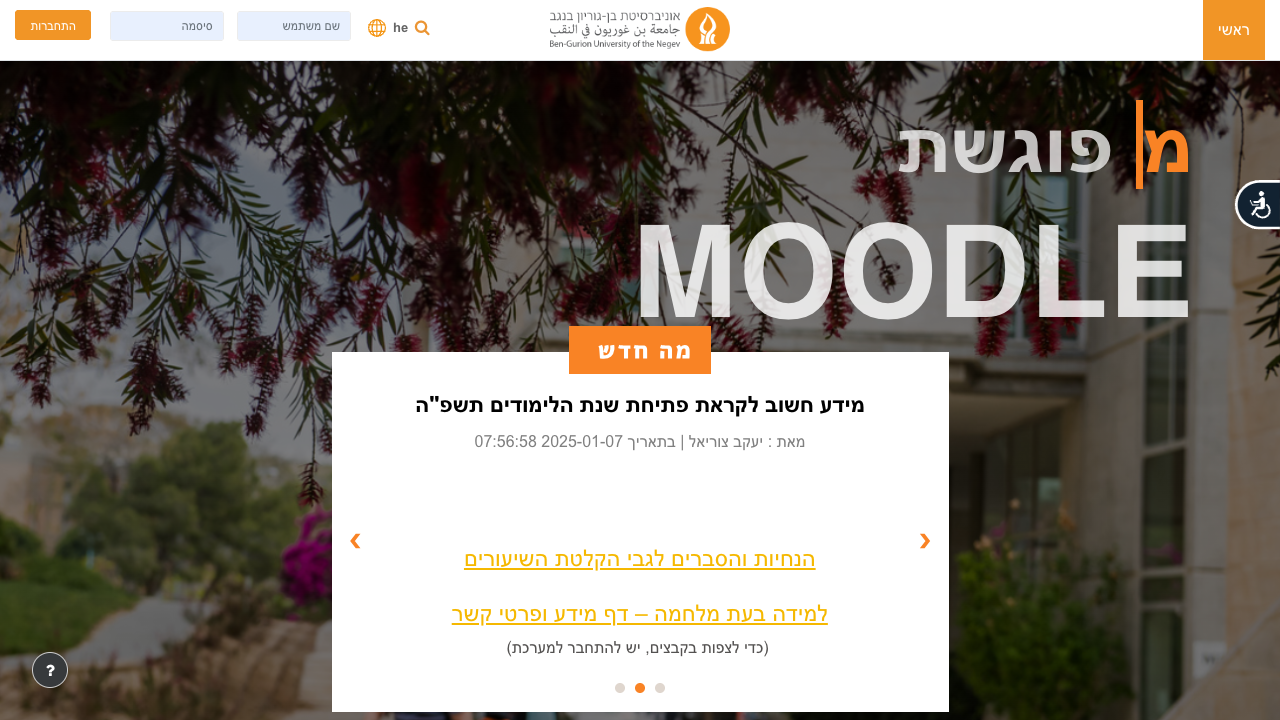 ראשי
אוניברסיטת בן-גוריון בנגב
جامعة بن غوريون في النقب
Ben-Gurion University of the Negev
he
שם משתמש
סיסמה
התחברות
מ פוגשת
MOODLE
מה חדש
מידע חשוב לקראת פתיחת שנת הלימודים תשפ"ה
מאת : יעקב צוריאל | בתאריך 2025-01-07 07:56:58
הנחיות והסברים לגבי הקלטת השיעורים
למידה בעת מלחמה – דף מידע ופרטי קשר
(כדי לצפות בקבצים, יש להתחבר למערכת)
?